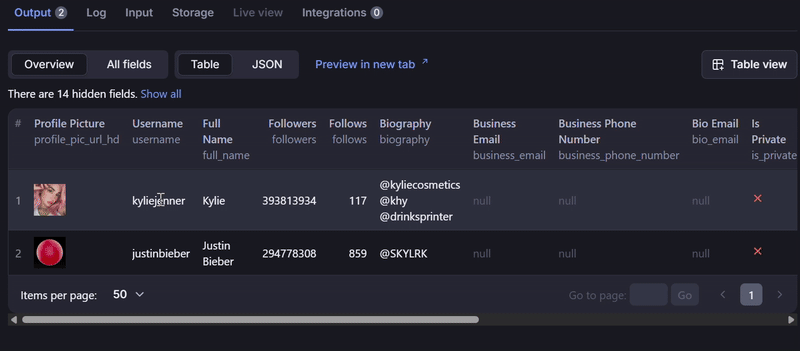 Output 2 Log Input Storage Live view Integrations 0
Overview All fields Table JSON Preview in new tab ↗ Table view
There are 14 hidden fields. Show all
# Profile Picture Username Full Name Followers Follows Biography Business Email Business Phone Number Bio Email Is Private
profile_pic_url_hd username full_name followers follows biography business_email business_phone_number bio_email is_private
1 kyliejenner Kylie 393813934 117 @kyliecosmetics @khy @drinksprinter null null null
2 justinbieber Justin Bieber 294778308 859 @SKYLRK null null null
Items per page: 50 Go to page: Go 1